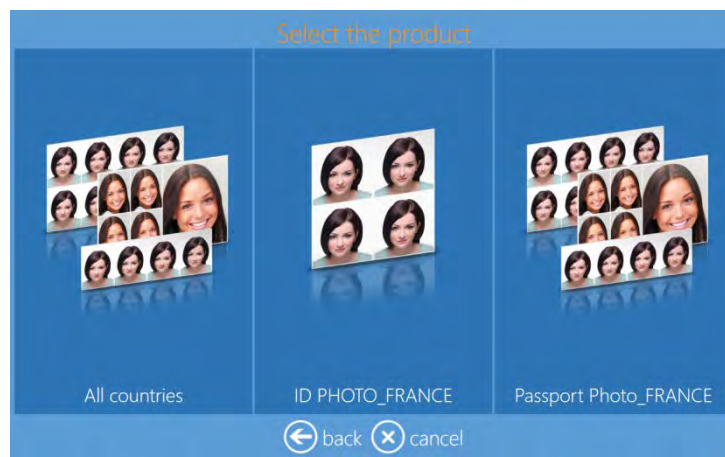 Select the product
All countries
ID PHOTO_FRANCE
Passport Photo_FRANCE
back
cancel